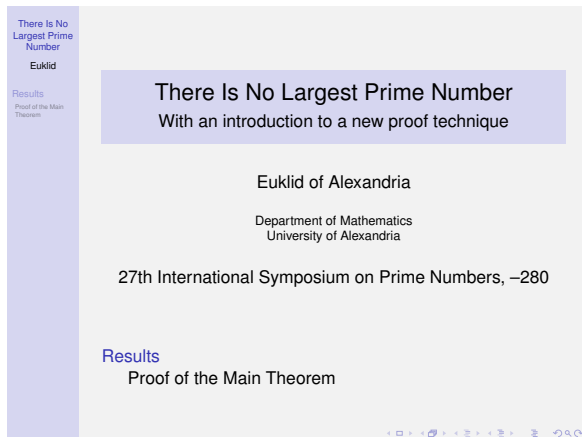 There Is No
Largest Prime
Number
Euklid
Results
Proof of the Main
Theorem
There Is No Largest Prime Number
With an introduction to a new proof technique
Euklid of Alexandria
Department of Mathematics
University of Alexandria
27th International Symposium on Prime Numbers, –280
Results
Proof of the Main Theorem